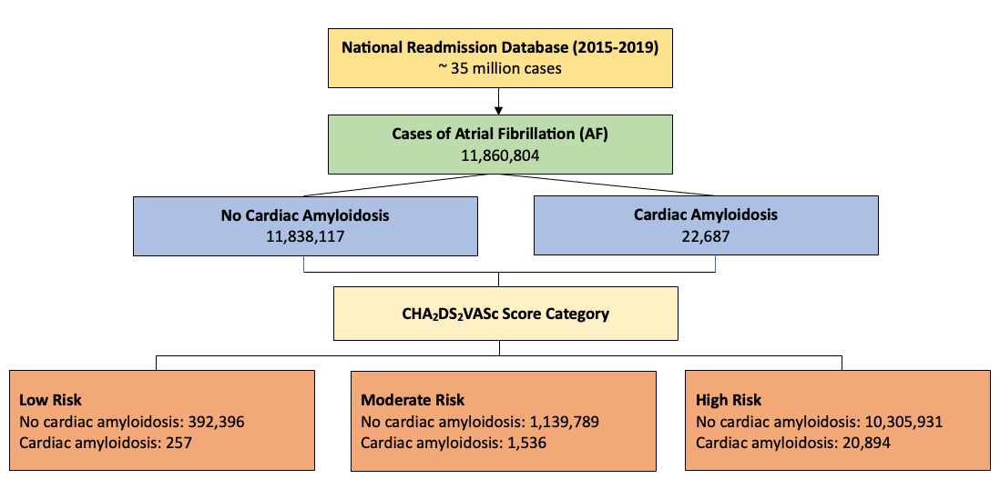 National Readmission Database (2015-2019)
~ 35 million cases
Cases of Atrial Fibrillation (AF)
11,860,804
No Cardiac Amyloidosis
11,838,117
Cardiac Amyloidosis
22,687
CHA₂DS₂VASc Score Category
Low Risk
No cardiac amyloidosis: 392,396
Cardiac amyloidosis: 257
Moderate Risk
No cardiac amyloidosis: 1,139,789
Cardiac amyloidosis: 1,536
High Risk
No cardiac amyloidosis: 10,305,931
Cardiac amyloidosis: 20,894